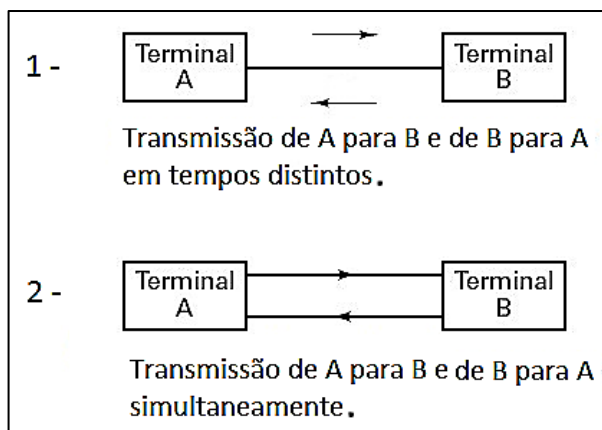 1 -
Terminal A
Terminal B
Transmissão de A para B e de B para A
em tempos distintos.
2 -
Terminal A
Terminal B
Transmissão de A para B e de B para A
simultaneamente.